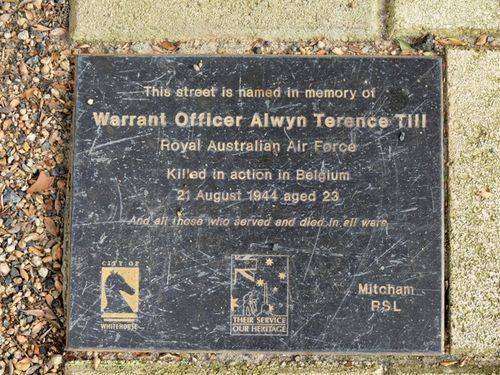 This street is named in memory of
Warrant Officer Alwyn Terence Till
Royal Australian Air Force
Killed in action in Belgium
21 August 1944 aged 23
And all those who served and died in all wars
CITY OF
WHITEHORSE
THEIR SERVICE
OUR HERITAGE
Mitcham
RSL